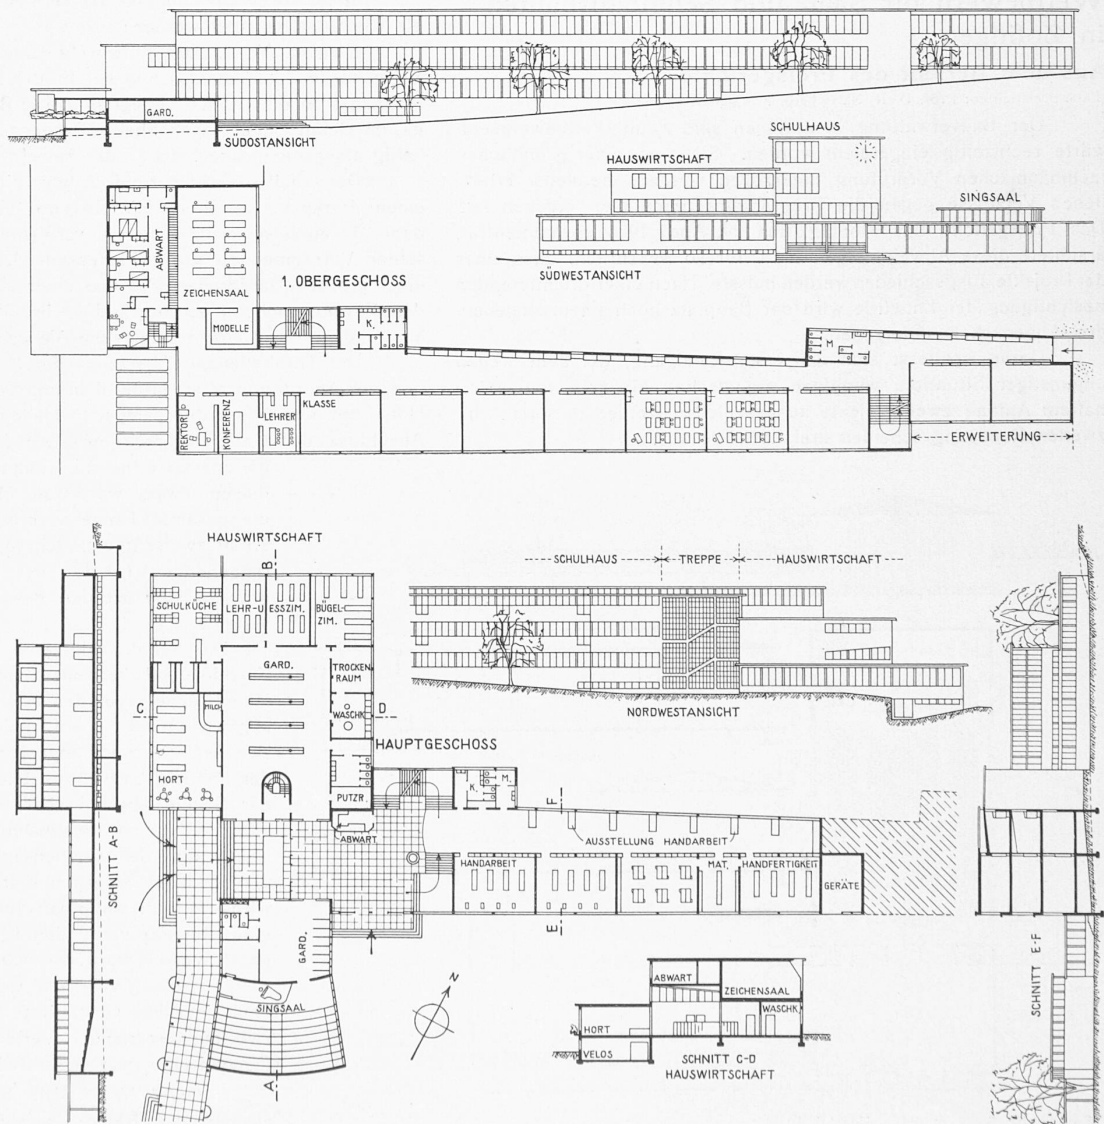 GARD.
SÜDOSTANSICHT
SCHULHAUS
HAUSWIRTSCHAFT
SINGSAAL
SÜDWESTANSICHT
ABWART
ZEICHENSAAL
MODELLE
1. OBERGESCHOSS
K.
M
REKTOR
KONFERENZ
LEHRER
KLASSE
ERWEITERUNG
HAUSWIRTSCHAFT
B
SCHULKÜCHE
LEHR-U
ESSZIM.
BÜGEL-
ZIM.
GARD.
TROCKEN
RAUM
MILCH
WASCHK.
C
D
HORT
PUTZR.
HAUPTGESCHOSS
SCHULHAUS
TREPPE
HAUSWIRTSCHAFT
NORDWESTANSICHT
SCHNITT A-B
K.
M.
F
ABWART
AUSSTELLUNG HANDARBEIT
HANDARBEIT
MAT.
HANDFERTIGKEIT
GERÄTE
E
GARD.
SINGSAAL
A
N
ABWART
ZEICHENSAAL
HORT
WASCHK.
VELOS
SCHNITT C-D
HAUSWIRTSCHAFT
SCHNITT E-F